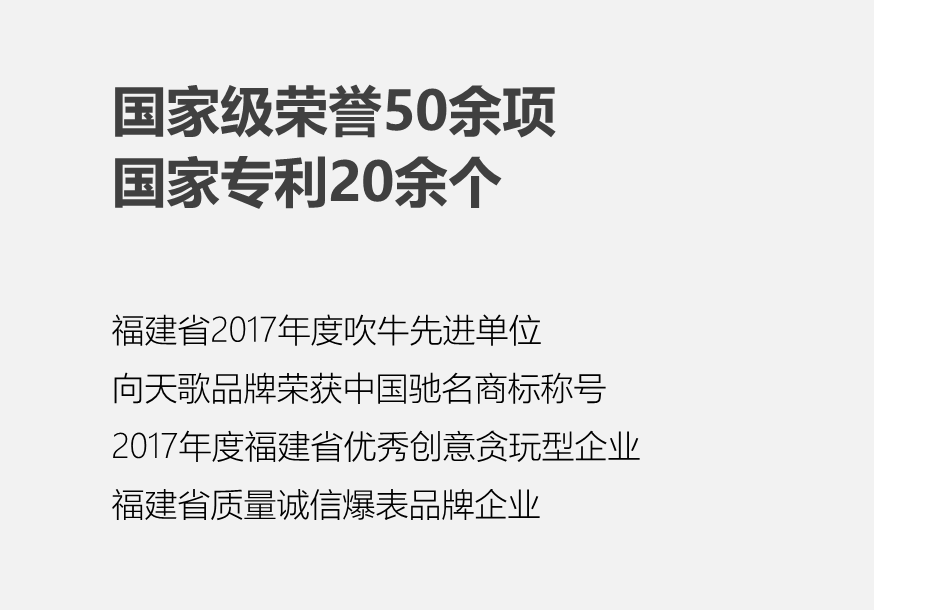 国家级荣誉50余项
国家专利20余个
福建省2017年度吹牛先进单位
向天歌品牌荣获中国驰名商标称号
2017年度福建省优秀创意贪玩型企业
福建省质量诚信爆表品牌企业